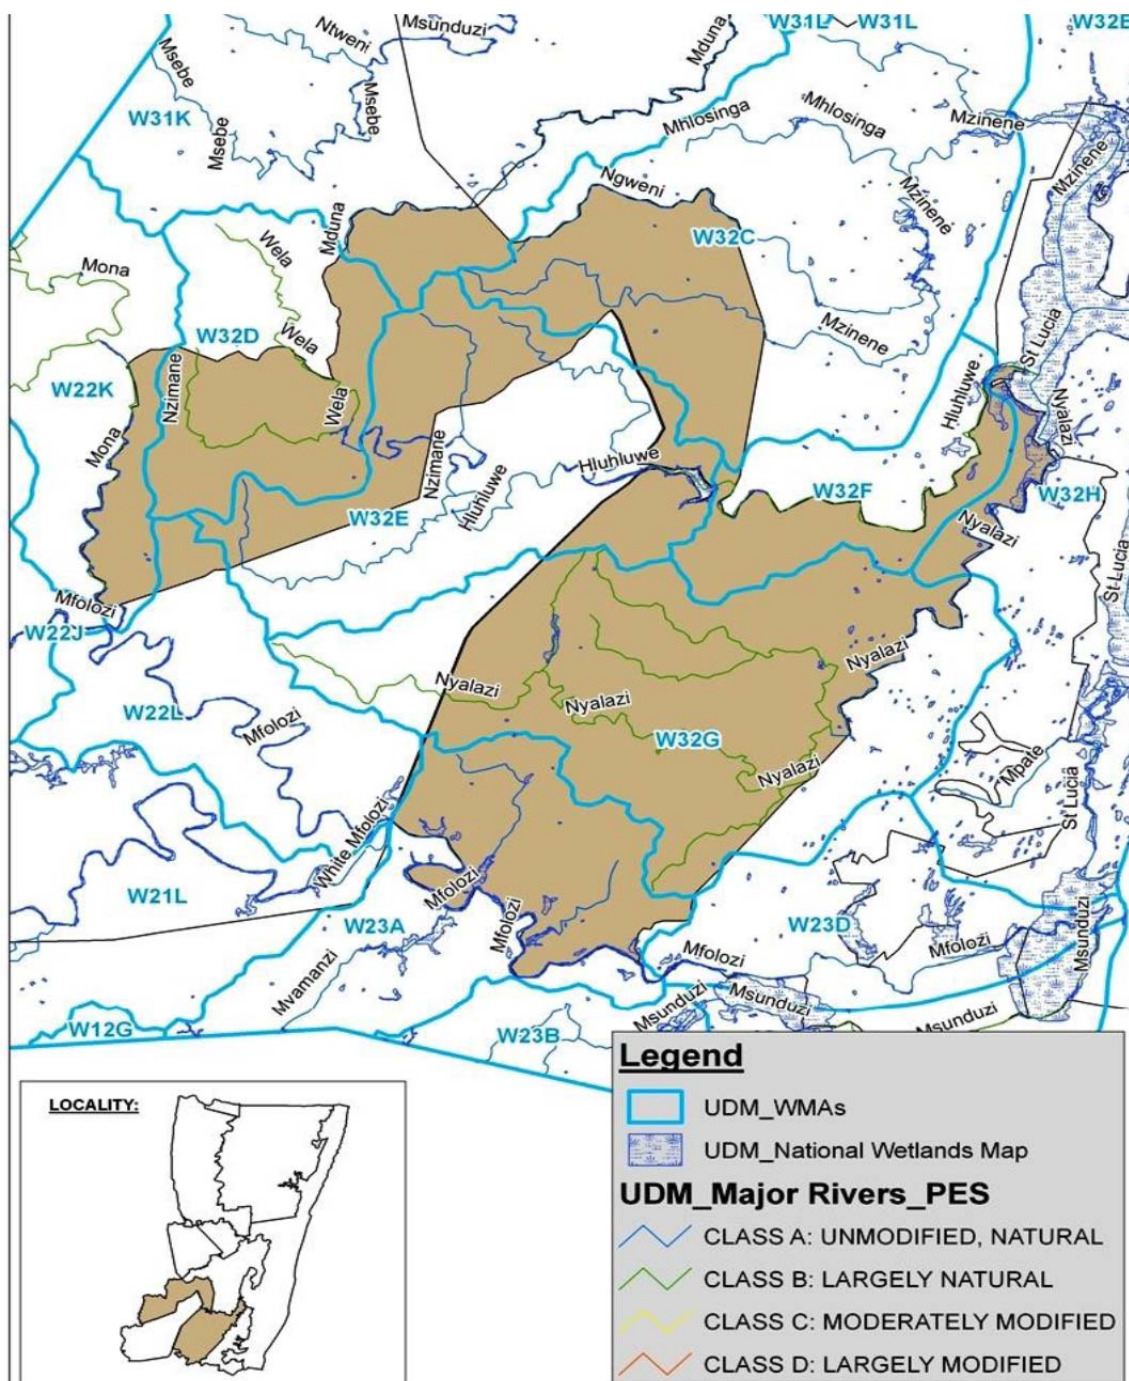 Msunduzi
W31L
W31L
W32B
Ntweni
Mduna
Msebe
Msebe
Mhlosinga
Mhlosinga
W31K
Msebe
Mzinene
Mzinene
Ngweni
Mzinene
Mduna
Wela
W32C
Mona
W32D
Wela
Mzinene
St Lucia
W22K
Nzimane
Wela
Hluhluwe
Nyalazi
Mona
Nzimane
Hluhluwe
Hluhluwe
W32F
W32H
W32E
Nyalazi
St Lucia
Mfolozi
W22J
Nyalazi
Nyalazi
Nyalazi
W22L
Mfolozi
W32G
Nyalazi
Mpate
St Lucia
White Mfolozi
W21L
Mfolozi
Mfolozi
W23A
W23D
Mfolozi
Mfolozi
Msunduzi
Mvamanzi
Msunduzi
Msunduzi
Msunduzi
W12G
W23B
Legend
UDM_WMAs
UDM_National Wetlands Map
UDM_Major Rivers_PES
CLASS A: UNMODIFIED, NATURAL
CLASS B: LARGELY NATURAL
CLASS C: MODERATELY MODIFIED
CLASS D: LARGELY MODIFIED
LOCALITY: